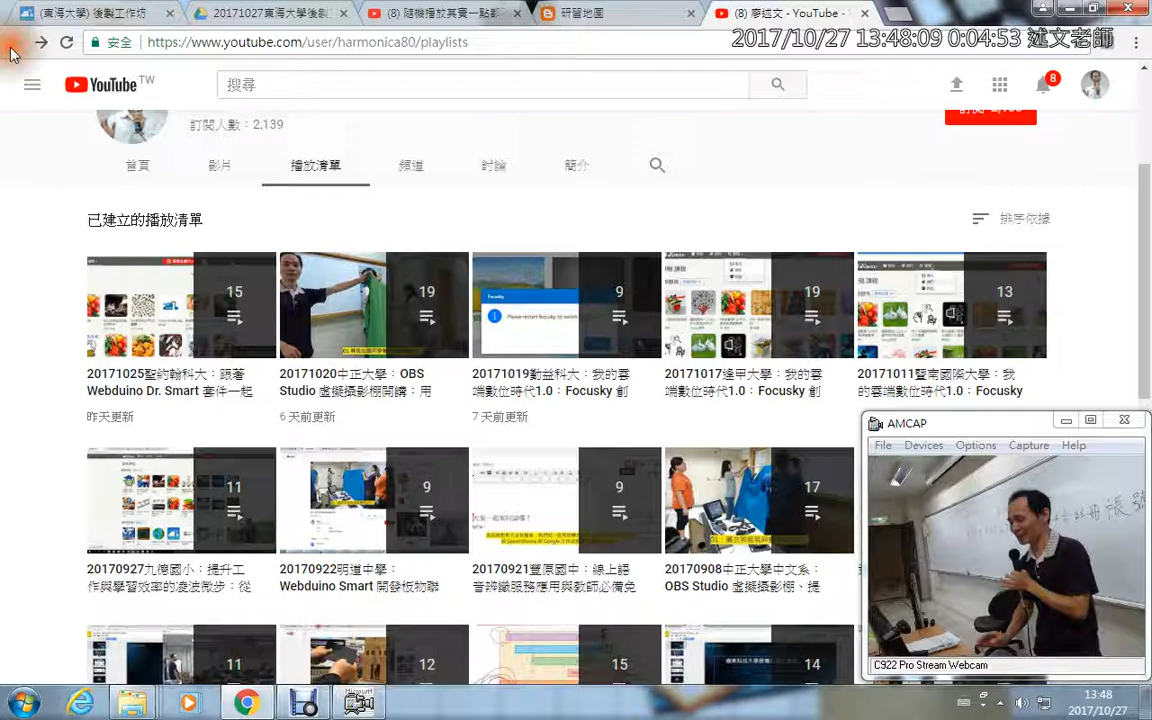 (東海大學) 後製工作坊
20171027東海大學後製
(8) 隨機播放其實一點都
研習地圖
(8) 廖述文 - YouTube -
安全 https://www.youtube.com/user/harmonica80/playlists
2017/10/27 13:48:09 0:04:53 述文老師
YouTube TW
搜尋
8
訂閱人數：2,139
首頁
影片
播放清單
頻道
討論
簡介
已建立的播放清單
排序依據
15
19
9
19
13
Please restart focusky to switch
20171025聖約翰科大：跟著
Webduino Dr. Smart 套件一起
昨天更新
20171020中正大學：OBS
Studio 虛擬攝影棚開講：用
6 天前更新
20171019勤益科大：我的雲
端數位時代1.0：Focusky 創
7 天前更新
20171017逢甲大學：我的雲
端數位時代1.0：Focusky 創
20171011暨南國際大學：我
的雲端數位時代1.0：Focusky
11
9
9
17
20170927九德國小：提升工
作與學習效率的凌波微步：從
20170922明道中學：
Webduino Smart 開發板物聯
20170921豐原國中：線上語
音辨識服務應用與教師必備免
20170908中正大學中文系：
OBS Studio 虛擬攝影棚、提
11
12
15
14
AMCAP
File Devices Options Capture Help
C922 Pro Stream Webcam
13:48
2017/10/27